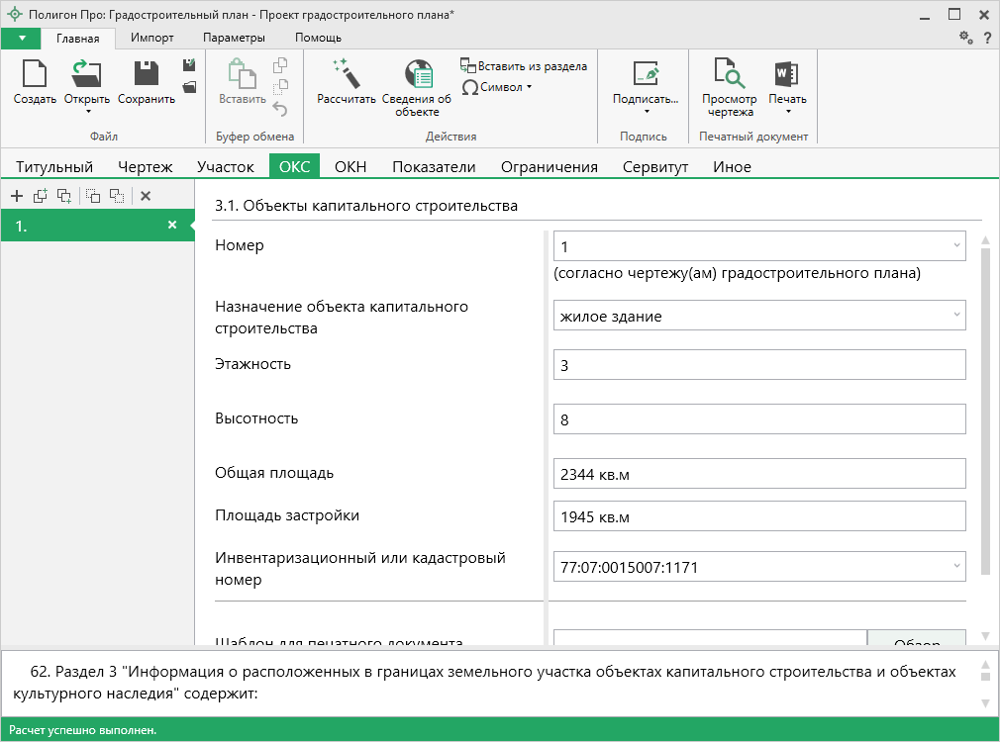 Полигон Про: Градостроительный план - Проект градостроительного плана*
Главная Импорт Параметры Помощь
?
Создать Открыть Сохранить Вставить Рассчитать Сведения об объекте Вставить из раздела
Символ
Подписать... Просмотр чертежа Печать
Файл Буфер обмена Действия Подпись Печатный документ
Титульный Чертеж Участок ОКС ОКН Показатели Ограничения Сервитут Иное
1.
3.1. Объекты капитального строительства
Номер
1
(согласно чертежу(ам) градостроительного плана)
Назначение объекта капитального
строительства
жилое здание
Этажность
3
Высотность
8
Общая площадь
2344 кв.м
Площадь застройки
1945 кв.м
Инвентаризационный или кадастровый
номер
77:07:0015007:1171
Шаблон для печатного документа
Обзор
62. Раздел 3 "Информация о расположенных в границах земельного участка объектах капитального строительства и объектах
культурного наследия" содержит:
Расчет успешно выполнен.